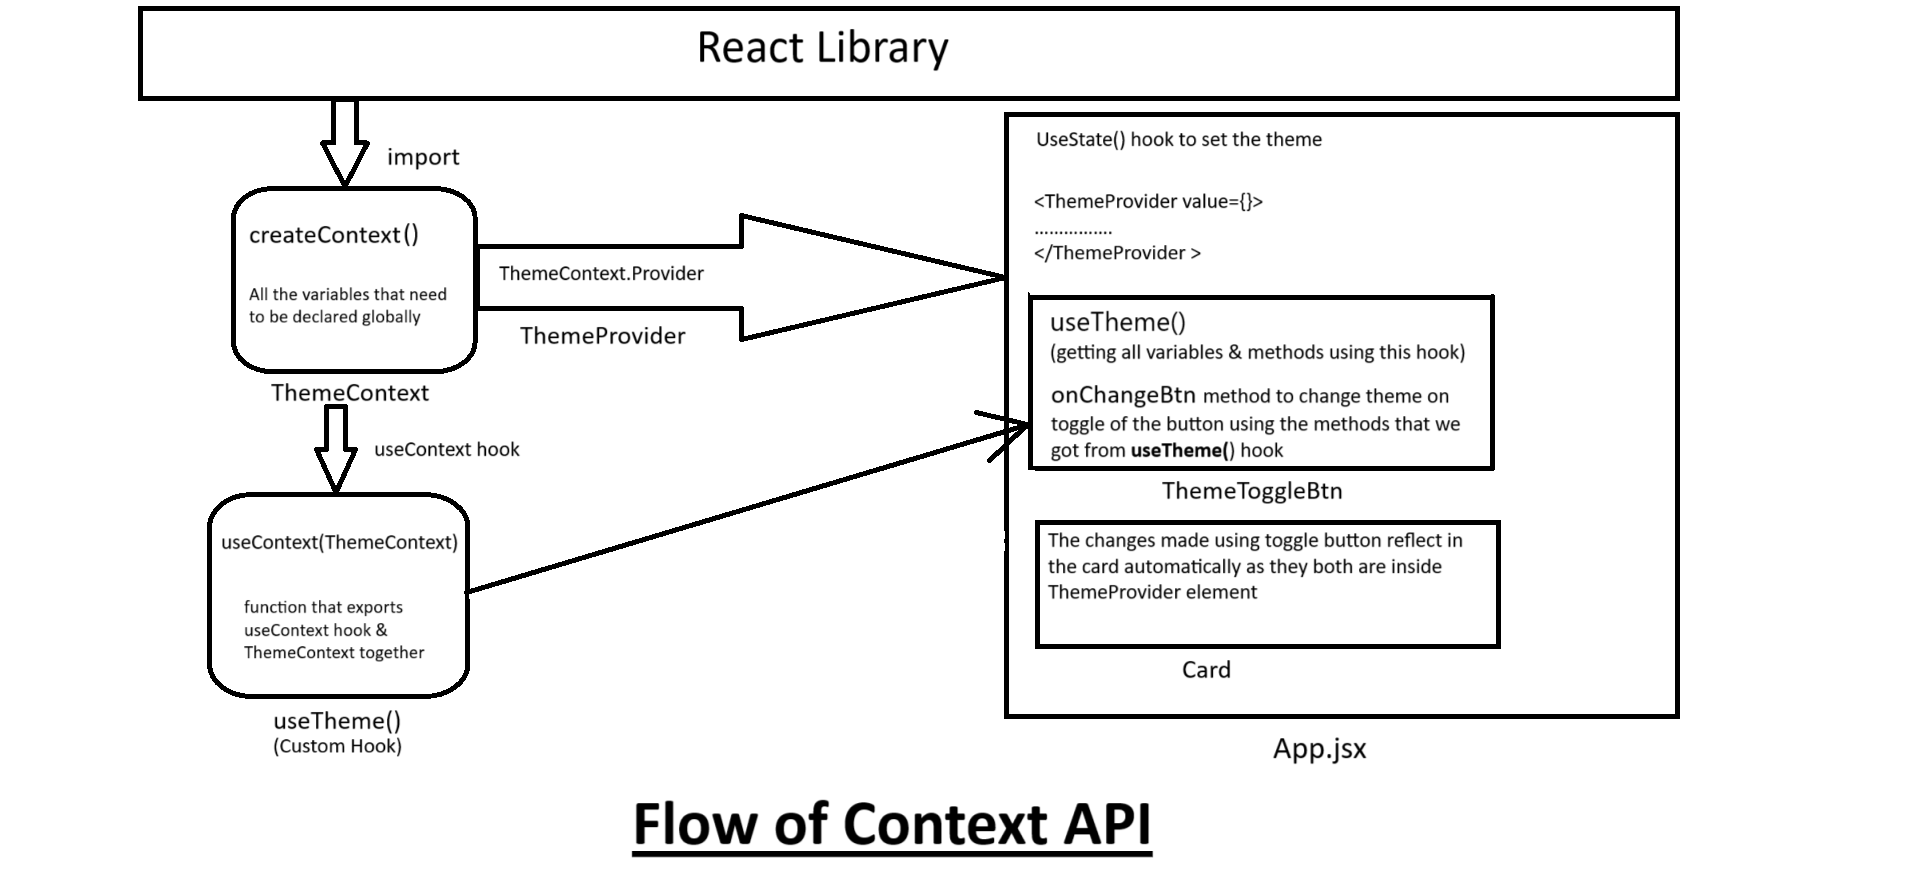 React Library
import
createContext()
All the variables that need
to be declared globally
ThemeContext
ThemeContext.Provider
ThemeProvider
useContext hook
useContext(ThemeContext)
function that exports
useContext hook &
ThemeContext together
useTheme()
(Custom Hook)
UseState() hook to set the theme
<ThemeProvider value={}>
................
</ThemeProvider >
useTheme()
(getting all variables & methods using this hook)
onChangeBtn method to change theme on
toggle of the button using the methods that we
got from useTheme() hook
ThemeToggleBtn
The changes made using toggle button reflect in
the card automatically as they both are inside
ThemeProvider element
Card
App.jsx
Flow of Context API